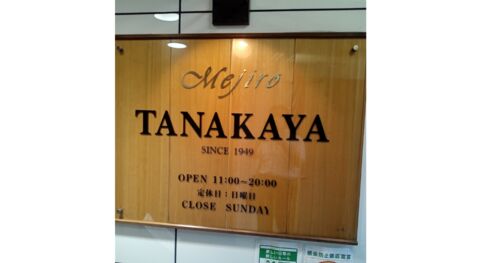 Mejiro
TANAKAYA
SINCE 1949
OPEN 11:00~20:00
定休日：日曜日
CLOSE SUNDAY